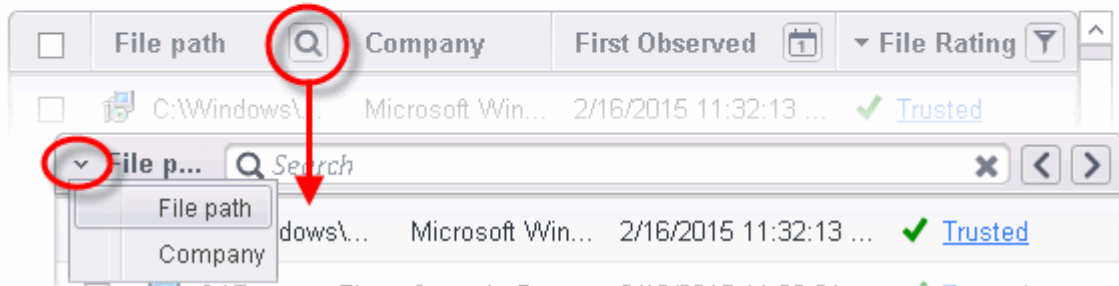 File path Company First Observed 1 File Rating
C:\Windows\... Microsoft Win... 2/16/2015 11:32:13 ... Trusted
File p... Search
File path
dows\... Microsoft Win... 2/16/2015 11:32:13 ... Trusted
Company